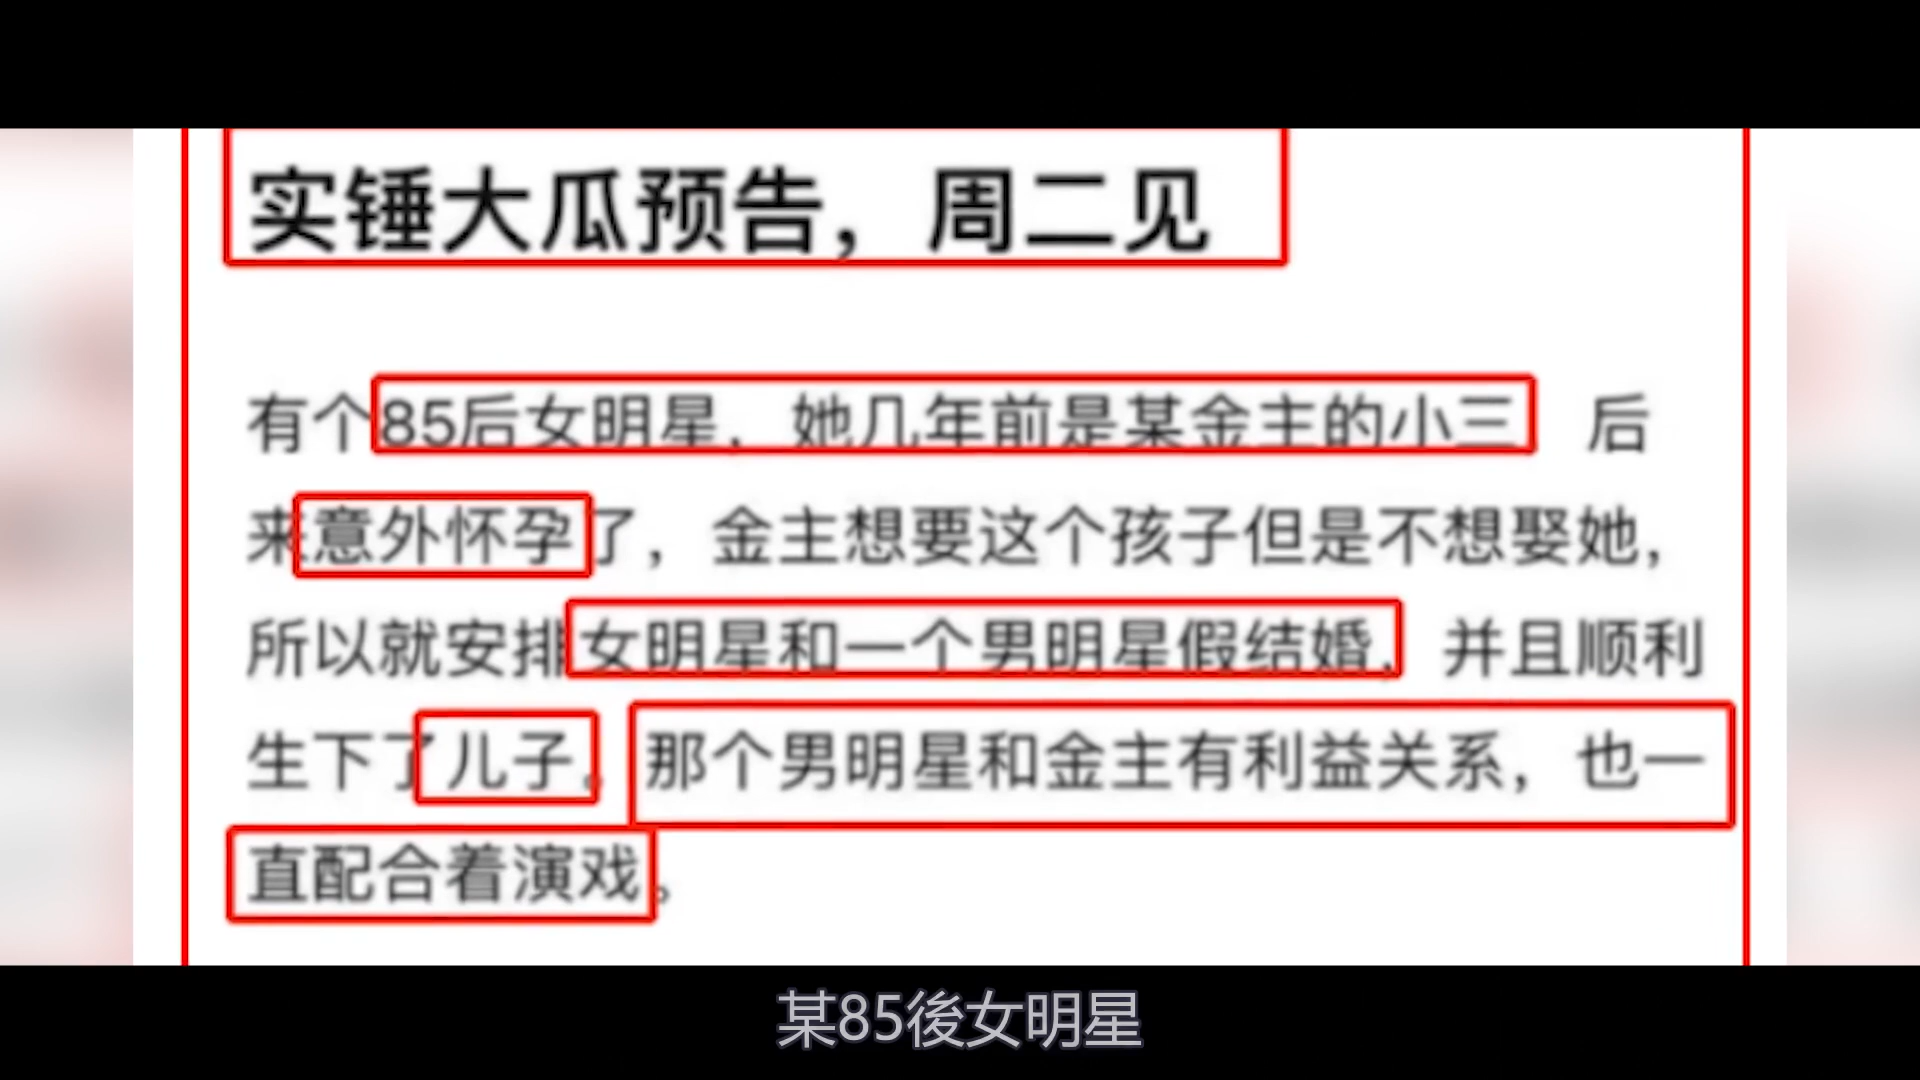 实锤大瓜预告，周二见
有个85后女明星，她几年前是某金主的小三 后
来意外怀孕了，金主想要这个孩子但是不想娶她，
所以就安排女明星和一个男明星假结婚，并且顺利
生下了儿子。那个男明星和金主有利益关系，也一
直配合着演戏。
某85後女明星